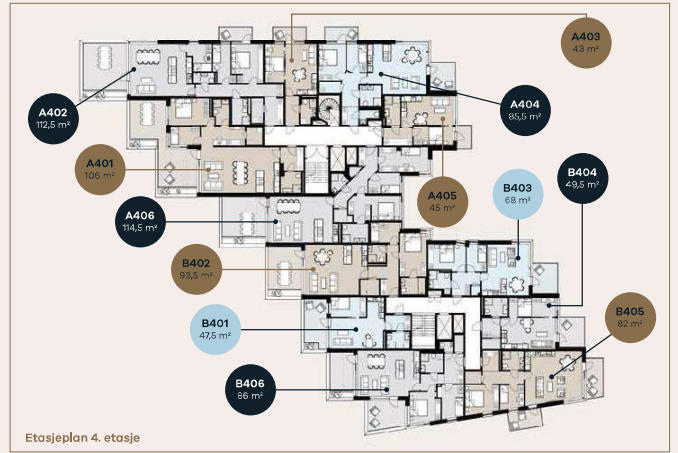 A403
43 m²
A402
112,5 m²
A404
85,5 m²
A401
106 m²
A405
45 m²
B403
68 m²
B404
49,5 m²
A406
114,5 m²
B402
93,5 m²
B401
47,5 m²
B405
82 m²
B406
86 m²
Etasjeplan 4. etasje